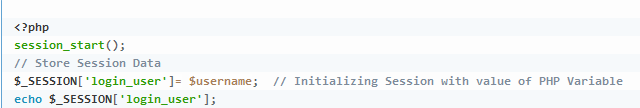 <?php
session_start();
// Store Session Data
$_SESSION['login_user']= $username;  // Initializing Session with value of PHP Variable
echo $_SESSION['login_user'];